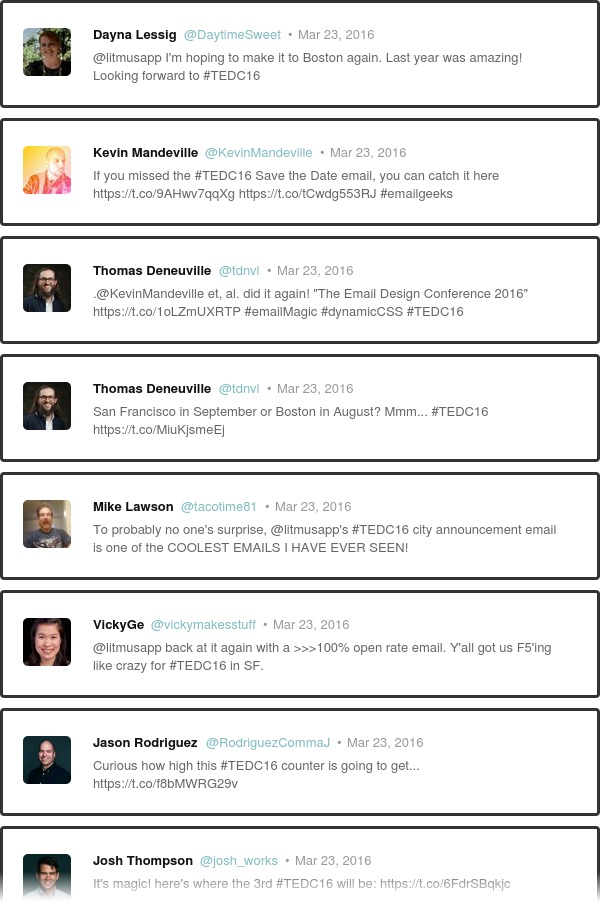 Dayna Lessig @DaytimeSweet • Mar 23, 2016
@litmusapp I'm hoping to make it to Boston again. Last year was amazing!
Looking forward to #TEDC16
Kevin Mandeville @KevinMandeville • Mar 23, 2016
If you missed the #TEDC16 Save the Date email, you can catch it here
https://t.co/9AHwv7qqXg https://t.co/tCwdg553RJ #emailgeeks
Thomas Deneuville @tdnvl • Mar 23, 2016
.@KevinMandeville et, al. did it again! "The Email Design Conference 2016"
https://t.co/1oLZmUXRTP #emailMagic #dynamicCSS #TEDC16
Thomas Deneuville @tdnvl • Mar 23, 2016
San Francisco in September or Boston in August? Mmm... #TEDC16
https://t.co/MiuKjsmeEj
Mike Lawson @tacotime81 • Mar 23, 2016
To probably no one's surprise, @litmusapp's #TEDC16 city announcement email
is one of the COOLEST EMAILS I HAVE EVER SEEN!
VickyGe @vickymakesstuff • Mar 23, 2016
@litmusapp back at it again with a >>>100% open rate email. Y'all got us F5'ing
like crazy for #TEDC16 in SF.
Jason Rodriguez @RodriguezCommaJ • Mar 23, 2016
Curious how high this #TEDC16 counter is going to get...
https://t.co/f8bMWRG29v
Josh Thompson @josh_works • Mar 23, 2016
It's magic! here's where the 3rd #TEDC16 will be: https://t.co/6FdrSBqkjc